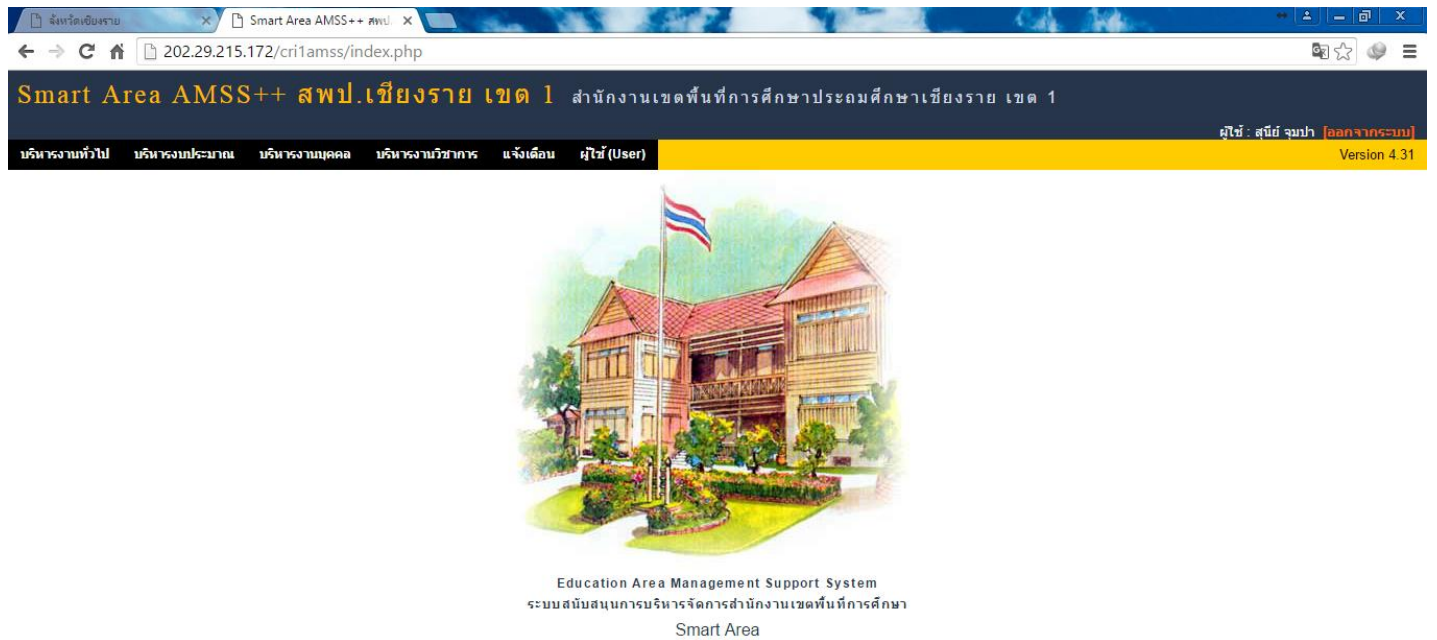 จังหวัดเชียงราย
Smart Area AMSS++ สพป.
202.29.215.172/cri1amss/index.php
Smart Area AMSS++ สพป.เชียงราย เขต 1 สำนักงานเขตพื้นที่การศึกษาประถมศึกษาเชียงราย เขต 1
ผู้ใช้ : สุนีย์ จุมปา [ออกจากระบบ]
บริหารงานทั่วไป บริหารงบประมาณ บริหารงานบุคคล บริหารงานวิชาการ แจ้งเตือน ผู้ใช้ (User) Version 4.31
Education Area Management Support System
ระบบสนับสนุนการบริหารจัดการสำนักงานเขตพื้นที่การศึกษา
Smart Area